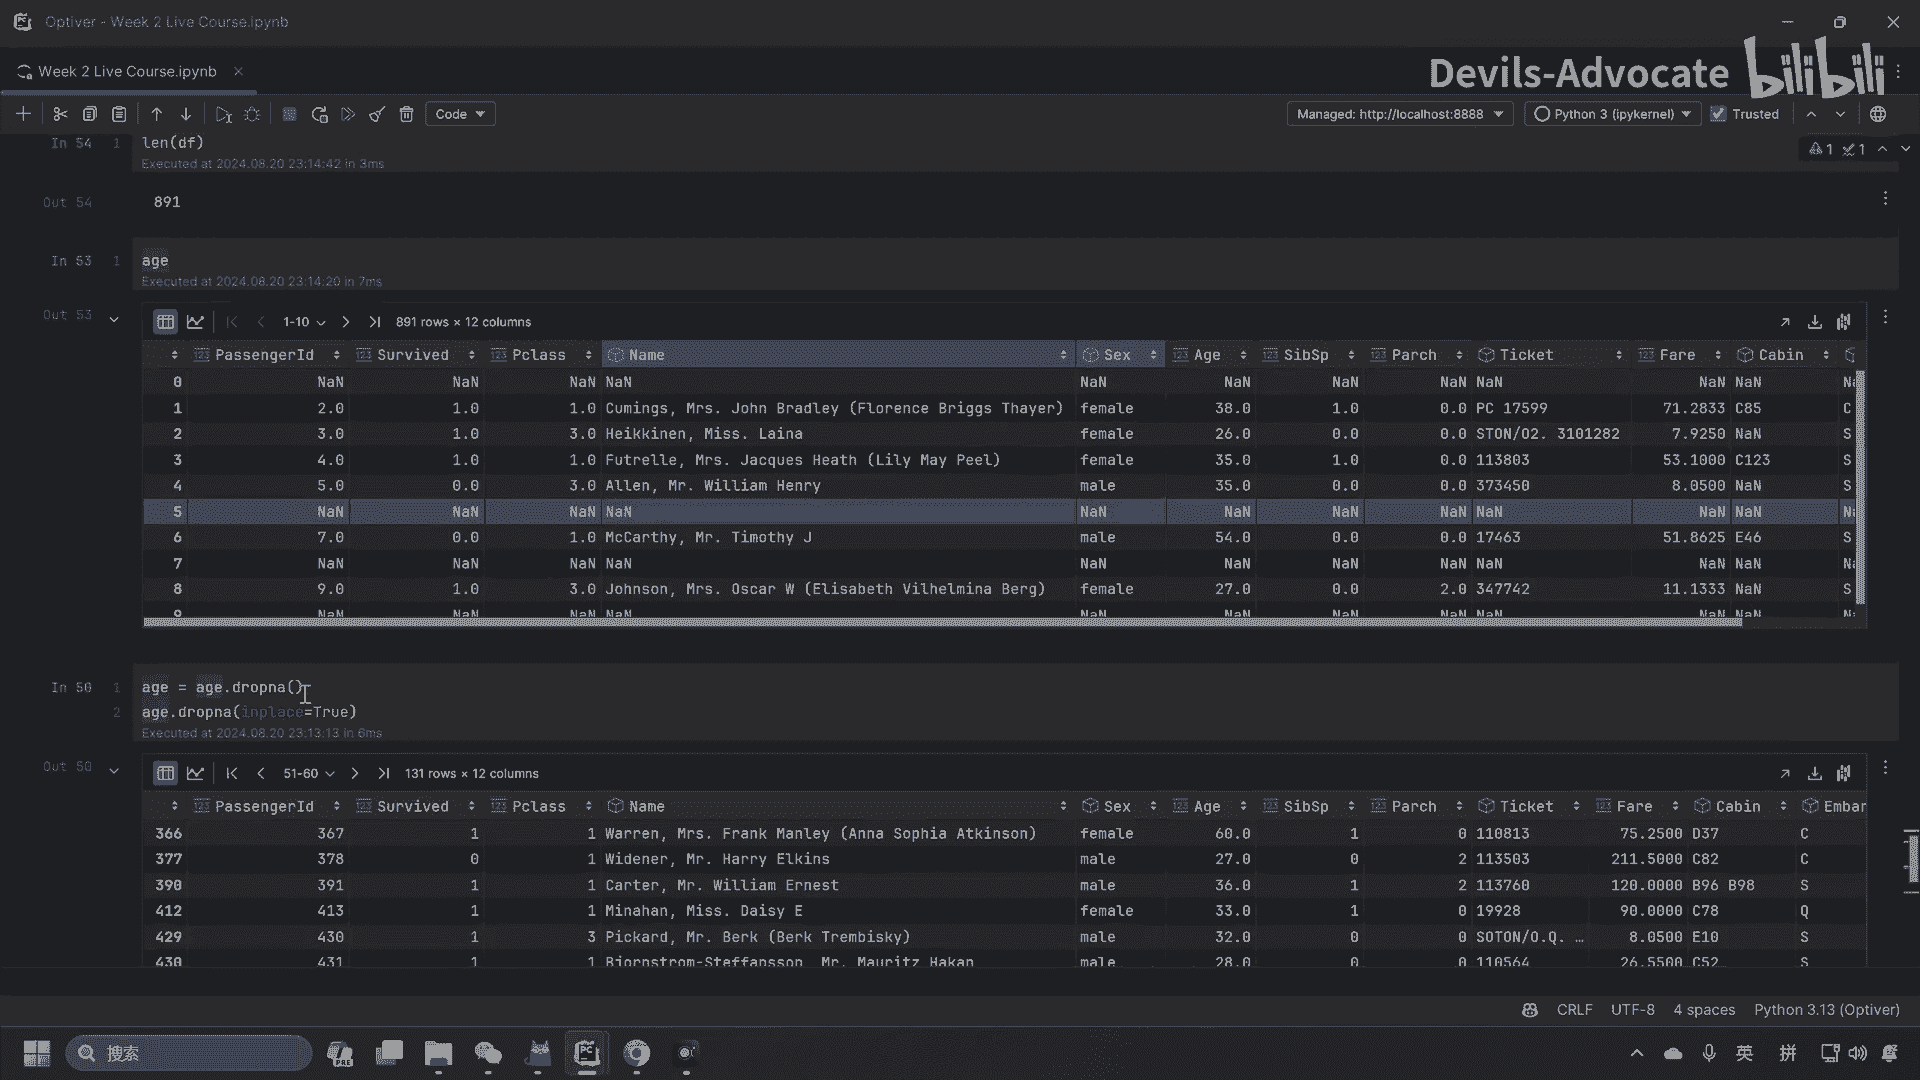 Optiver - Week 2 Live Course.ipynb
Week 2 Live Course.ipynb
Devils-Advocate bilibili
Code
Managed: http://localhost:8888
Python 3 (ipykernel)
Trusted
In 54 1 len(df)
Executed at 2024.08.20 23:14:42 in 3ms
1 1
Out 54 891
In 53 1 age
Executed at 2024.08.20 23:14:20 in 7ms
Out 53
1-10 891 rows × 12 columns
PassengerId Survived Pclass Name Sex Age SibSp Parch Ticket Fare Cabin
0 NaN NaN NaN NaN NaN NaN NaN NaN NaN NaN NaN
1 2.0 1.0 1.0 Cumings, Mrs. John Bradley (Florence Briggs Thayer) female 38.0 1.0 0.0 PC 17599 71.2833 C85 C
2 3.0 1.0 3.0 Heikkinen, Miss. Laina female 26.0 0.0 0.0 STON/O2. 3101282 7.9250 NaN S
3 4.0 1.0 1.0 Futrelle, Mrs. Jacques Heath (Lily May Peel) female 35.0 1.0 0.0 113803 53.1000 C123 S
4 5.0 0.0 3.0 Allen, Mr. William Henry male 35.0 0.0 0.0 373450 8.0500 NaN S
5 NaN NaN NaN NaN NaN NaN NaN NaN NaN NaN NaN
6 7.0 0.0 1.0 McCarthy, Mr. Timothy J male 54.0 0.0 0.0 17463 51.8625 E46 S
7 NaN NaN NaN NaN NaN NaN NaN NaN NaN NaN NaN
8 9.0 1.0 3.0 Johnson, Mrs. Oscar W (Elisabeth Vilhelmina Berg) female 27.0 0.0 2.0 347742 11.1333 NaN S
9 NaN NaN NaN NaN NaN NaN NaN NaN NaN NaN NaN
In 50 1 age = age.dropna()
2 age.dropna(inplace=True)
Executed at 2024.08.20 23:13:13 in 6ms
Out 50
51-60 131 rows × 12 columns
PassengerId Survived Pclass Name Sex Age SibSp Parch Ticket Fare Cabin Embar
366 367 1 1 Warren, Mrs. Frank Manley (Anna Sophia Atkinson) female 60.0 1 0 110813 75.2500 D37 C
377 378 0 1 Widener, Mr. Harry Elkins male 27.0 0 2 113503 211.5000 C82 C
390 391 1 1 Carter, Mr. William Ernest male 36.0 1 2 113760 120.0000 B96 B98 S
412 413 1 1 Minahan, Miss. Daisy E female 33.0 1 0 19928 90.0000 C78 Q
429 430 1 3 Pickard, Mr. Berk (Berk Trembisky) male 32.0 0 0 SOTON/O.Q. … 8.0500 E10 S
430 431 1 1 Bjornstrom-Steffansson, Mr. Mauritz Hakan male 28.0 0 0 110564 26.5500 C52 S
CRLF UTF-8 4 spaces Python 3.13 (Optiver)
搜索
英 拼